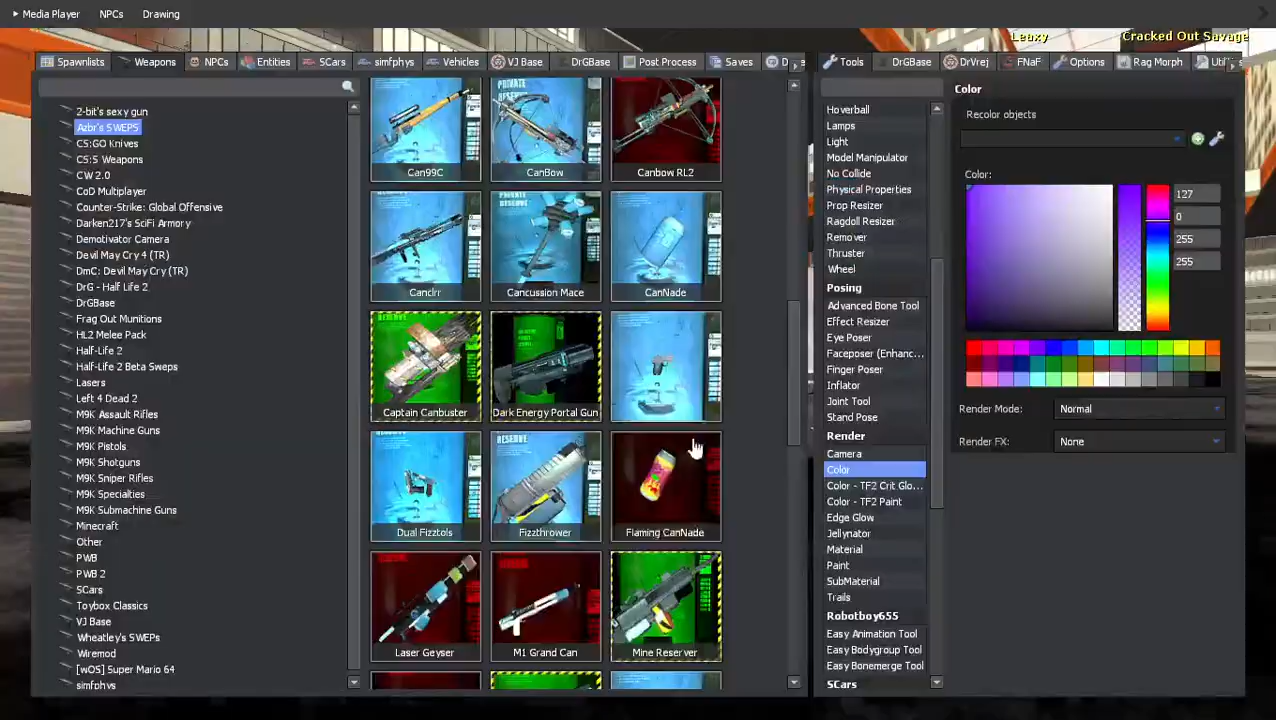 Media Player NPCs Drawing
Leaxy Cracked Out Savage
Spawnlists Weapons NPCs Entities SCars simfphys Vehicles VJ Base DrGBase Post Process Saves
Tools DrGBase DrVrej FNaF Options Rag Morph
2-bit's sexy gun
Azbr's SWEPS
CS:GO Knives
CS:S Weapons
CW 2.0
CoD Multiplayer
Counter-Strike: Global Offensive
Darken217's SciFi Armory
Demotivator Camera
Devil May Cry 4 (TR)
DmC: Devil May Cry (TR)
DrG - Half Life 2
DrGBase
Frag Out Munitions
HL2 Melee Pack
Half-Life 2
Half-Life 2 Beta Sweps
Lasers
Left 4 Dead 2
M9K Assault Rifles
M9K Machine Guns
M9K Pistols
M9K Shotguns
M9K Sniper Rifles
M9K Specialties
M9K Submachine Guns
Minecraft
Other
PWB
PWB 2
SCars
Toybox Classics
VJ Base
Wheatley's SWEPs
Wiremod
[wOS] Super Mario 64
simfphys
Can99C CanBow Canbow RL2
Canclrr Cancussion Mace CanNade
Captain Canbuster Dark Energy Portal Gun
Dual Fizztols Fizzthrower Flaming CanNade
Laser Geyser M1 Grand Can Mine Reserver
Hoverball
Lamps
Light
Model Manipulator
No Collide
Physical Properties
Prop Resizer
Ragdoll Resizer
Remover
Thruster
Wheel
Posing
Advanced Bone Tool
Effect Resizer
Eye Poser
Faceposer (Enhanc...
Finger Poser
Inflator
Joint Tool
Stand Pose
Render
Camera
Color
Color - TF2 Crit Glo...
Color - TF2 Paint
Edge Glow
Jellynator
Material
Paint
SubMaterial
Trails
Robotboy655
Easy Animation Tool
Easy Bodygroup Tool
Easy Bonemerge Tool
SCars
Color
Recolor objects
Color:
127
0
255
255
Render Mode: Normal
Render FX: None